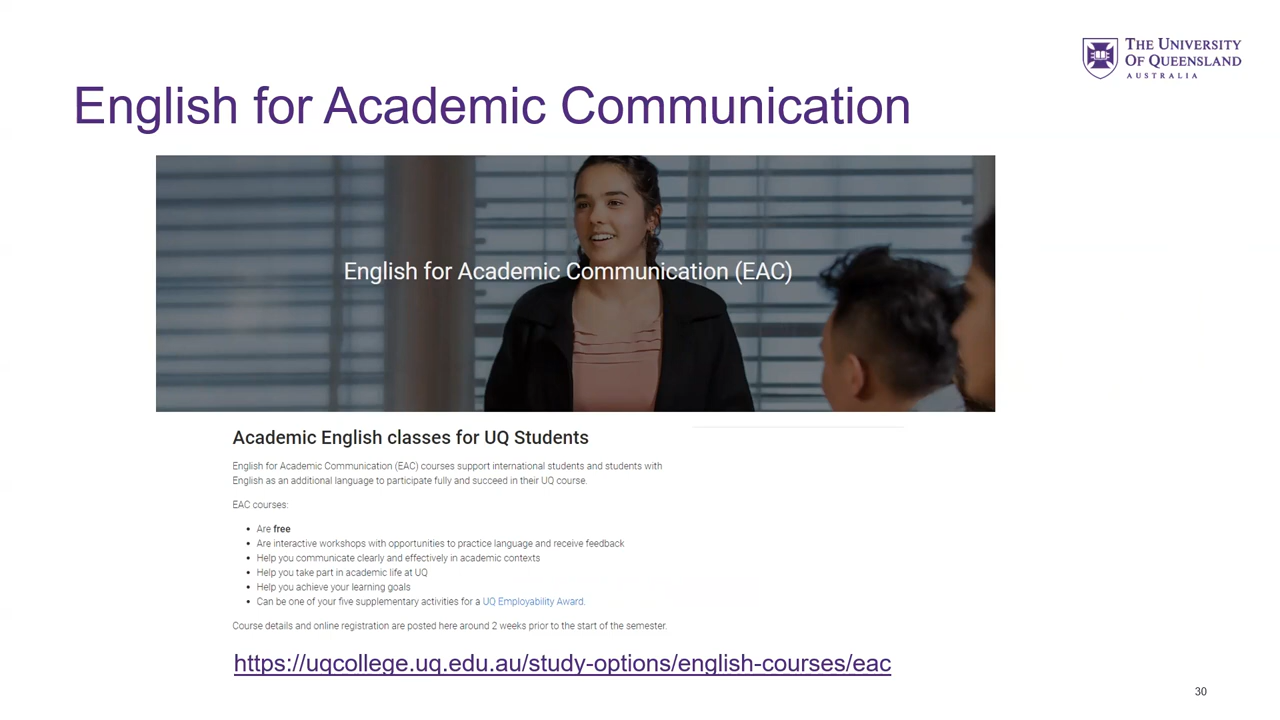 THE UNIVERSITY
OF QUEENSLAND
AUSTRALIA
English for Academic Communication
English for Academic Communication (EAC)
Academic English classes for UQ Students
English for Academic Communication (EAC) courses support international students and students with
English as an additional language to participate fully and succeed in their UQ course.
EAC courses:
• Are free
• Are interactive workshops with opportunities to practice language and receive feedback
• Help you communicate clearly and effectively in academic contexts
• Help you take part in academic life at UQ
• Help you achieve your learning goals
• Can be one of your five supplementary activities for a UQ Employability Award.
Course details and online registration are posted here around 2 weeks prior to the start of the semester.
https://uqcollege.uq.edu.au/study-options/english-courses/eac
30